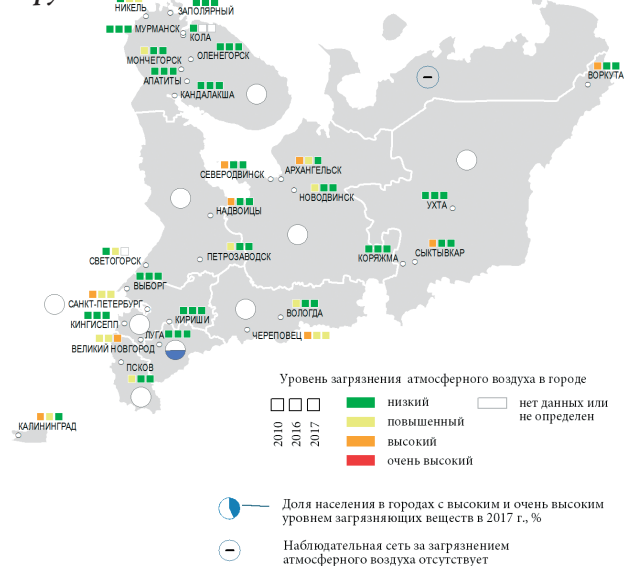 НИКЕЛЬ
ЗАПОЛЯРНЫЙ
МУРМАНСК
КОЛА
ОЛЕНЕГОРСК
МОНЧЕГОРСК
АПАТИТЫ
КАНДАЛАКША
ВОРКУТА
СЕВЕРОДВИНСК
АРХАНГЕЛЬСК
НОВОДВИНСК
НАДВОИЦЫ
УХТА
СВЕТОГОРСК
ПЕТРОЗАВОДСК
КОРЯЖМА
СЫКТЫВКАР
ВЫБОРГ
САНКТ-ПЕТЕРБУРГ
КИНГИСЕПП
КИРИШИ
ВОЛОГДА
ЛУГА
ЧЕРЕПОВЕЦ
ВЕЛИКИЙ НОВГОРОД
ПСКОВ
КАЛИНИНГРАД
Уровень загрязнения атмосферного воздуха в городе
2010
2016
2017
низкий
повышенный
высокий
очень высокий
нет данных или
не определен
Доля населения в городах с высоким и очень высоким
уровнем загрязняющих веществ в 2017 г., %
Наблюдательная сеть за загрязнением
атмосферного воздуха отсутствует